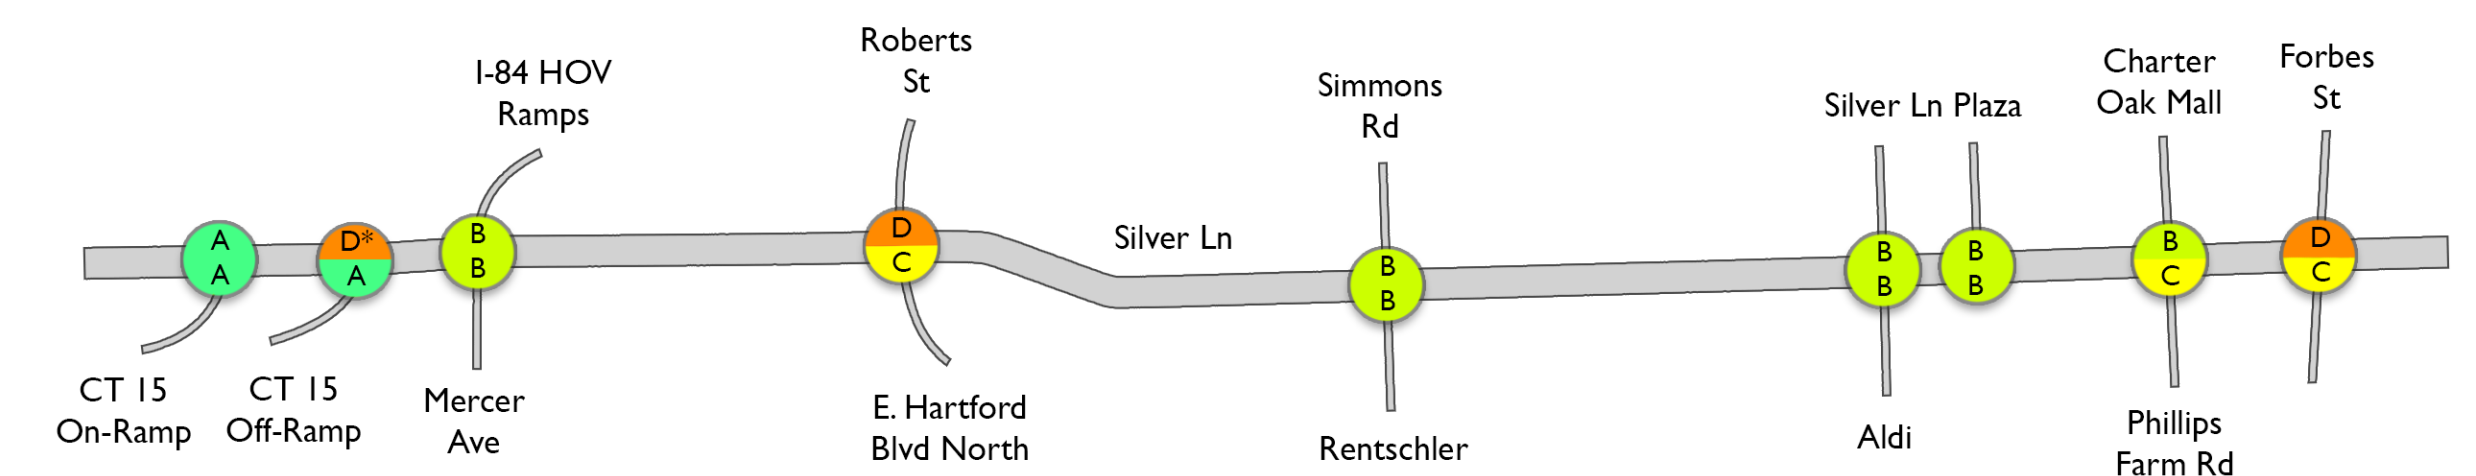 I-84 HOV
Ramps
Roberts
St
Simmons
Rd
Silver Ln Plaza
Charter
Oak Mall
Forbes
St
A
A
D*
A
B
B
D
C
Silver Ln
B
B
B
B
B
B
B
C
D
C
CT 15
On-Ramp
CT 15
Off-Ramp
Mercer
Ave
E. Hartford
Blvd North
Rentschler
Aldi
Phillips
Farm Rd